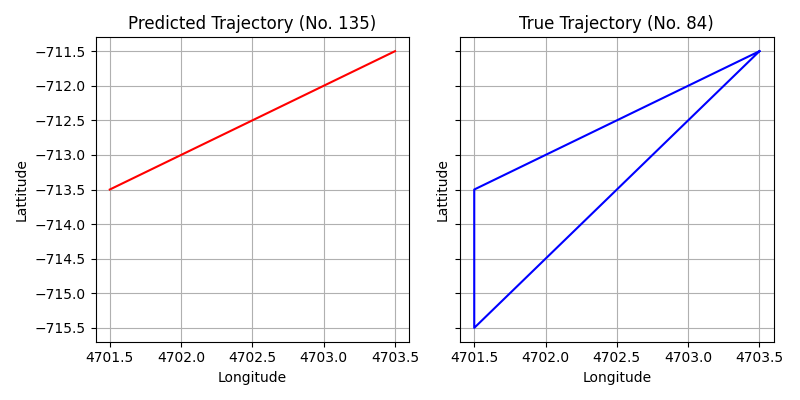 Predicted Trajectory (No. 135)
True Trajectory (No. 84)
−711.5
−712.0
−712.5
−713.0
−713.5
−714.0
−714.5
−715.0
−715.5
Lattitude
Lattitude
4701.5 4702.0 4702.5 4703.0 4703.5
4701.5 4702.0 4702.5 4703.0 4703.5
Longitude
Longitude